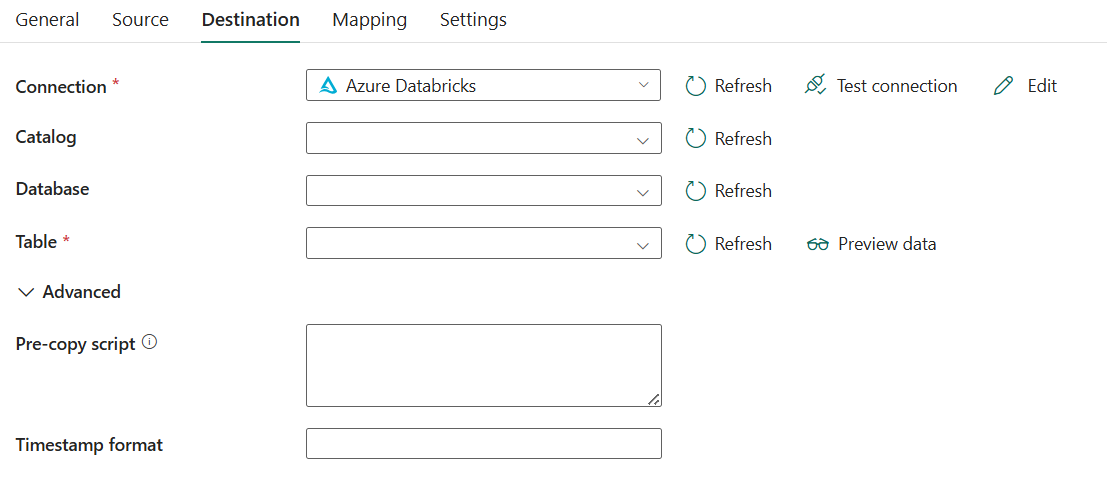 General Source Destination Mapping Settings
Connection * Azure Databricks Refresh Test connection Edit
Catalog Refresh
Database Refresh
Table * Refresh Preview data
Advanced
Pre-copy script
Timestamp format